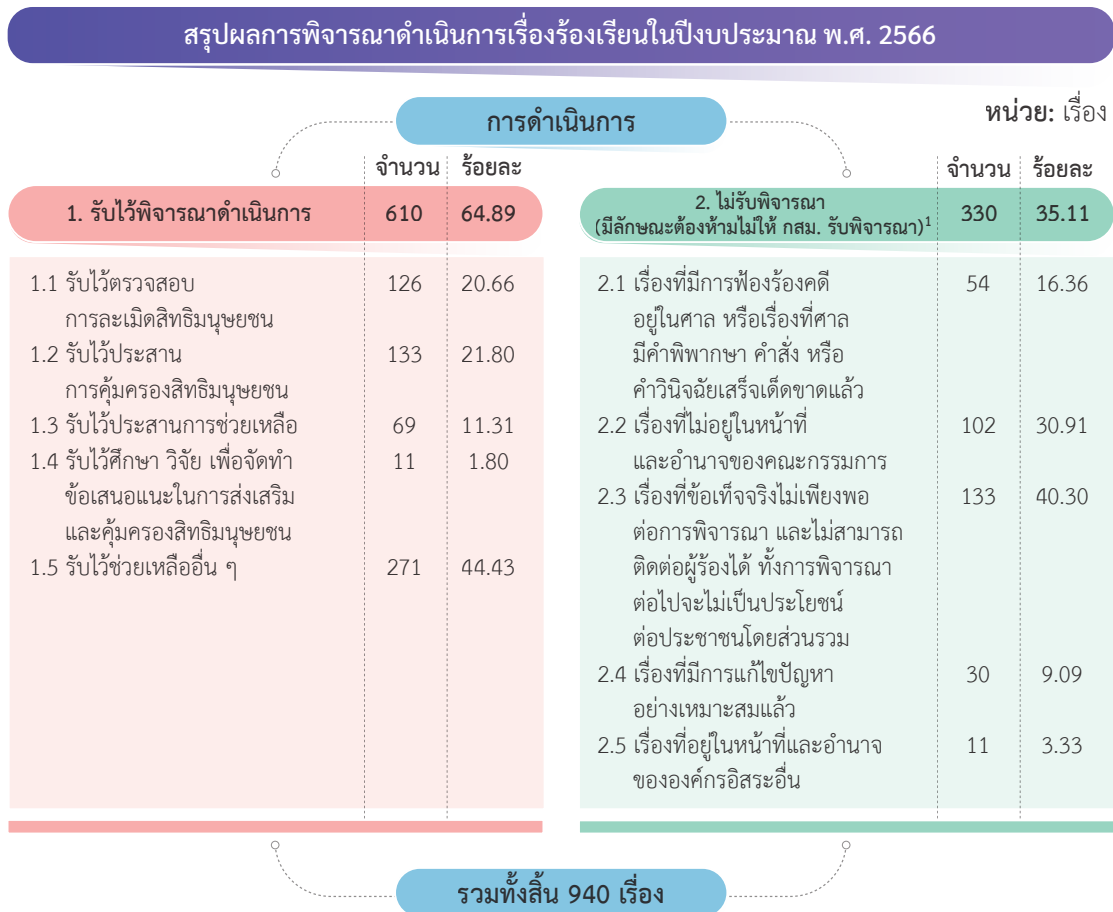 สรุปผลการพิจารณาดำเนินการเรื่องร้องเรียนในปีงบประมาณ พ.ศ. 2566
หน่วย: เรื่อง
การดำเนินการ
จำนวน ร้อยละ
1. รับไว้พิจารณาดำเนินการ 610 64.89
1.1 รับไว้ตรวจสอบ 126 20.66
การละเมิดสิทธิมนุษยชน
1.2 รับไว้ประสาน 133 21.80
การคุ้มครองสิทธิมนุษยชน
1.3 รับไว้ประสานการช่วยเหลือ 69 11.31
1.4 รับไว้ศึกษา วิจัย เพื่อจัดทำ 11 1.80
ข้อเสนอแนะในการส่งเสริม
และคุ้มครองสิทธิมนุษยชน
1.5 รับไว้ช่วยเหลืออื่น ๆ 271 44.43
จำนวน ร้อยละ
2. ไม่รับพิจารณา
(มีลักษณะต้องห้ามไม่ให้ กสม. รับพิจารณา)1 330 35.11
2.1 เรื่องที่มีการฟ้องร้องคดี 54 16.36
อยู่ในศาล หรือเรื่องที่ศาล
มีคำพิพากษา คำสั่ง หรือ
คำวินิจฉัยเสร็จเด็ดขาดแล้ว
2.2 เรื่องที่ไม่อยู่ในหน้าที่ 102 30.91
และอำนาจของคณะกรรมการ
2.3 เรื่องที่ข้อเท็จจริงไม่เพียงพอ 133 40.30
ต่อการพิจารณา และไม่สามารถ
ติดต่อผู้ร้องได้ ทั้งการพิจารณา
ต่อไปจะไม่เป็นประโยชน์
ต่อประชาชนโดยส่วนรวม
2.4 เรื่องที่มีการแก้ไขปัญหา 30 9.09
อย่างเหมาะสมแล้ว
2.5 เรื่องที่อยู่ในหน้าที่และอำนาจ 11 3.33
ขององค์กรอิสระอื่น
รวมทั้งสิ้น 940 เรื่อง